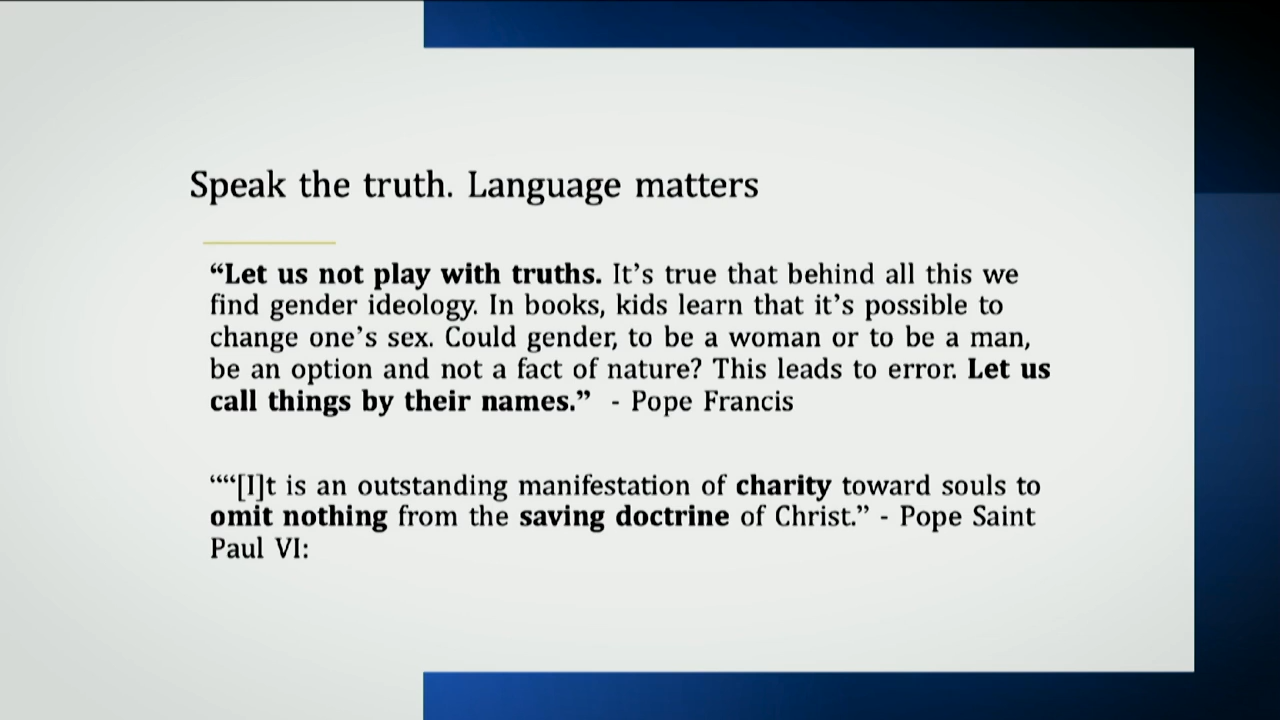 Speak the truth. Language matters
“Let us not play with truths. It’s true that behind all this we
find gender ideology. In books, kids learn that it’s possible to
change one’s sex. Could gender, to be a woman or to be a man,
be an option and not a fact of nature? This leads to error. Let us
call things by their names.”  - Pope Francis
““[I]t is an outstanding manifestation of charity toward souls to
omit nothing from the saving doctrine of Christ.” - Pope Saint
Paul VI: